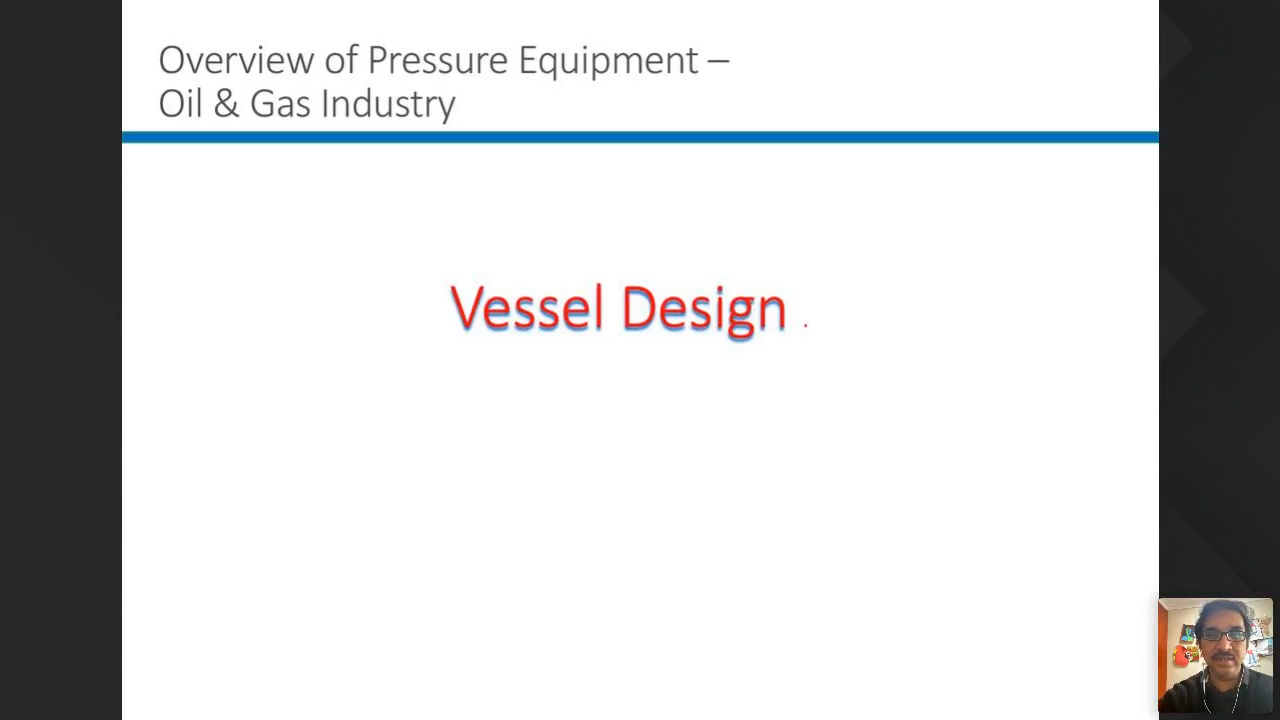 Overview of Pressure Equipment –
Oil & Gas Industry
Vessel Design .